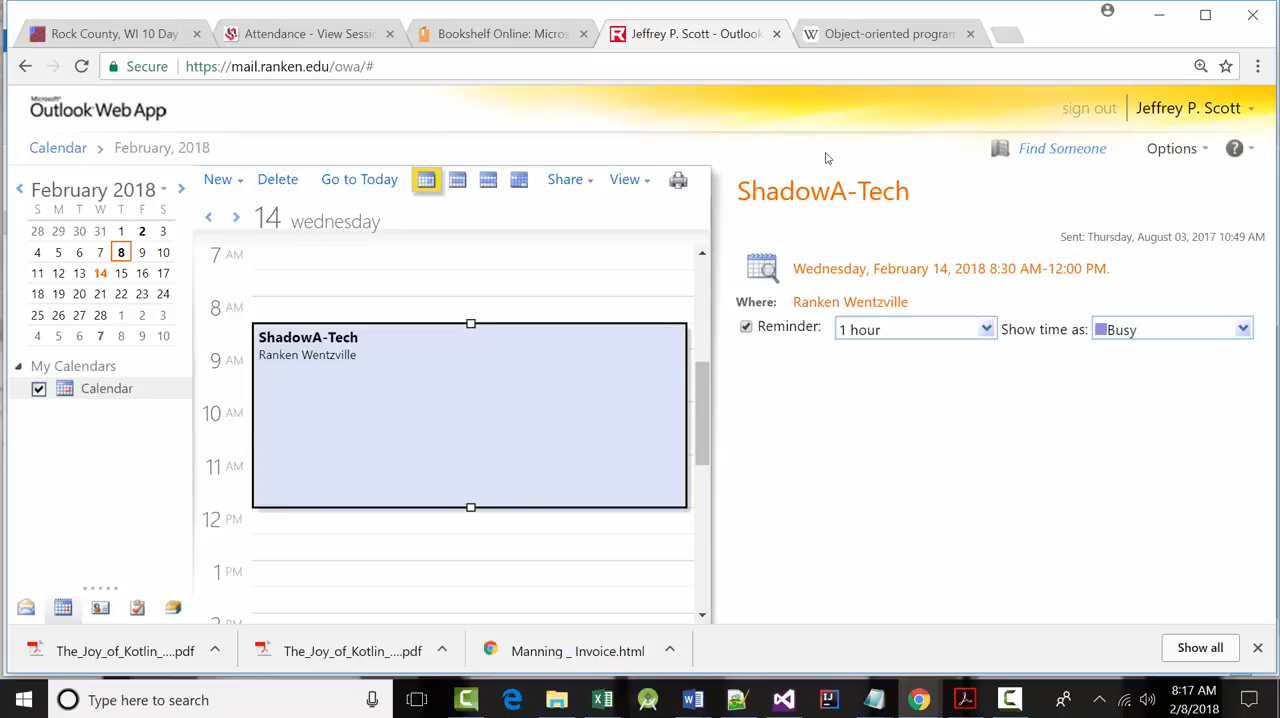 Rock County, WI 10 Day
Attendance - View Sessic
Bookshelf Online: Micros
Jeffrey P. Scott - Outlook
Object-oriented program
Secure
https://mail.ranken.edu/owa/#
Microsoft
Outlook Web App
sign out
Jeffrey P. Scott
Calendar > February, 2018
Find Someone
Options
February 2018
S M T W T F S
28 29 30 31 1 2 3
4 5 6 7 8 9 10
11 12 13 14 15 16 17
18 19 20 21 22 23 24
25 26 27 28 1 2 3
4 5 6 7 8 9 10
My Calendars
Calendar
New Delete Go to Today Share View
14 wednesday
7 AM
8 AM
ShadowA-Tech
Ranken Wentzville
9 AM
10 AM
11 AM
12 PM
1 PM
2 PM
ShadowA-Tech
Sent: Thursday, August 03, 2017 10:49 AM
Wednesday, February 14, 2018 8:30 AM-12:00 PM.
Where: Ranken Wentzville
Reminder: 1 hour Show time as: Busy
The_Joy_of_Kotlin_....pdf
The_Joy_of_Kotlin_....pdf
Manning _ Invoice.html
Show all
Type here to search
8:17 AM
2/8/2018